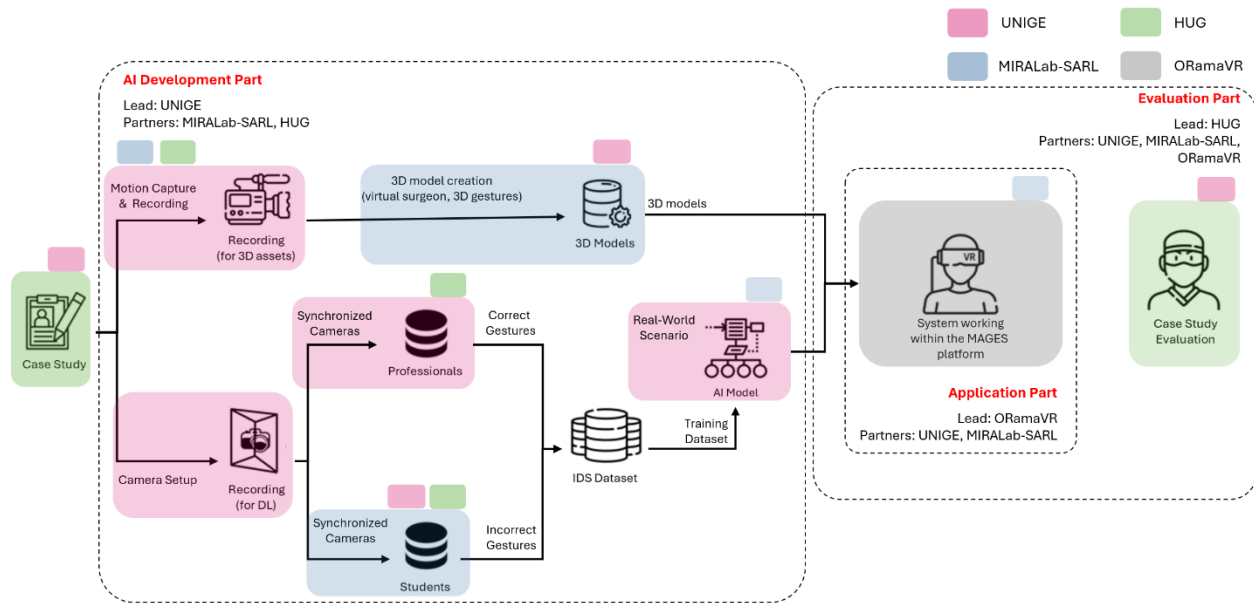 UNIGE
HUG
MIRALab-SARL
ORamaVR
AI Development Part
Lead: UNIGE
Partners: MIRALab-SARL, HUG
Evaluation Part
Lead: HUG
Partners: UNIGE, MIRALab-SARL,
ORamaVR
Motion Capture
& Recording
Recording
(for 3D assets)
3D model creation
(virtual surgeon, 3D gestures)
3D Models
3D models
Case Study
Synchronized
Cameras
Professionals
Correct
Gestures
Real-World
Scenario
AI Model
VR
System working
within the MAGES
platform
Case Study
Evaluation
Application Part
Lead: ORamaVR
Partners: UNIGE, MIRALab-SARL
Camera Setup
Recording
(for DL)
IDS Dataset
Training
Dataset
Synchronized
Cameras
Students
Incorrect
Gestures